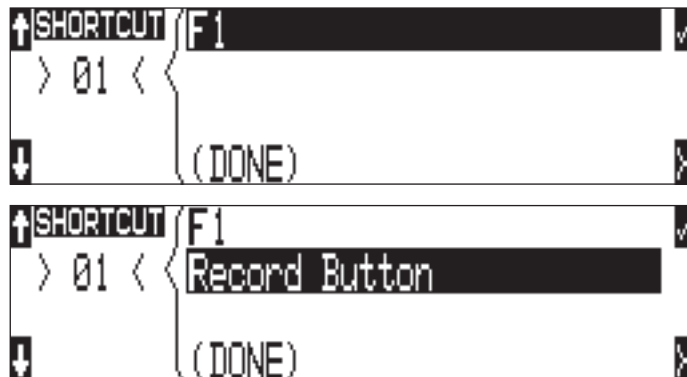 SHORTCUT F1
> 01 <
(DONE)
SHORTCUT F1
> 01 < Record Button
(DONE)